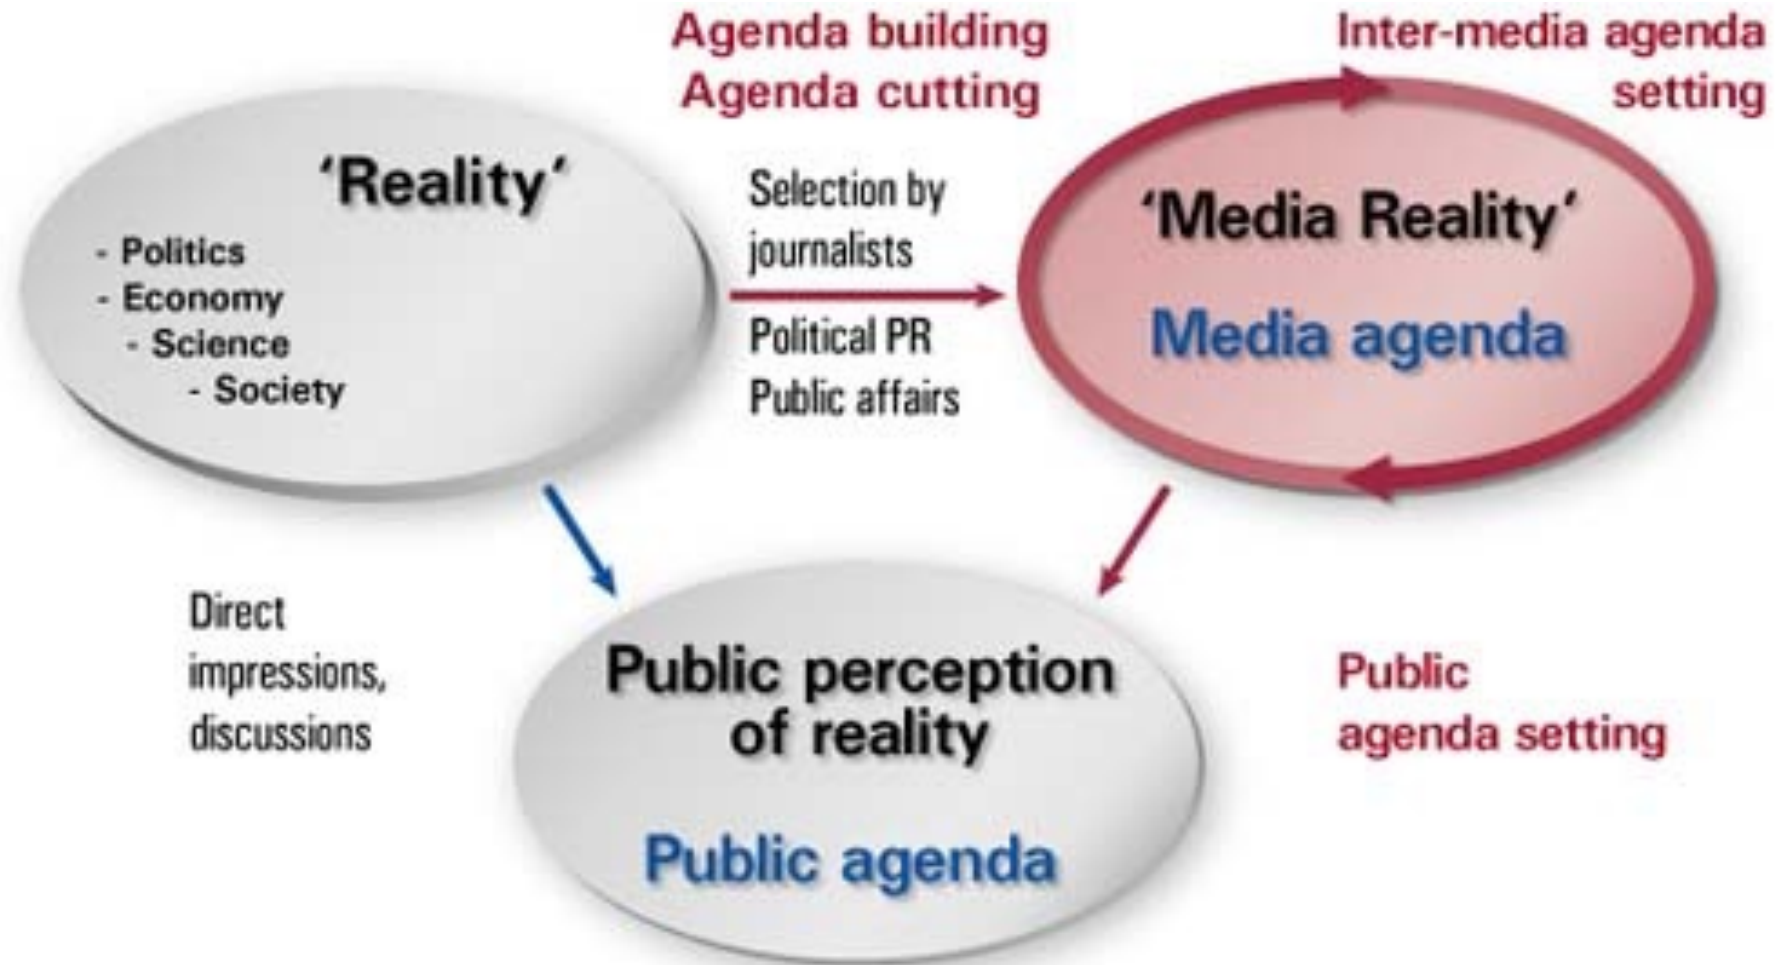 Agenda building
Agenda cutting
Inter-media agenda
setting
‘Reality‘
- Politics
- Economy
- Science
- Society
Selection by
journalists
Political PR
Public affairs
‘Media Reality‘
Media agenda
Direct
impressions,
discussions
Public perception
of reality
Public agenda
Public
agenda setting